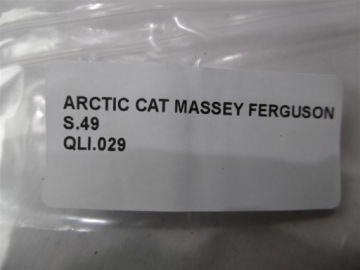 ARCTIC CAT MASSEY FERGUSON
S.49
QLI.029